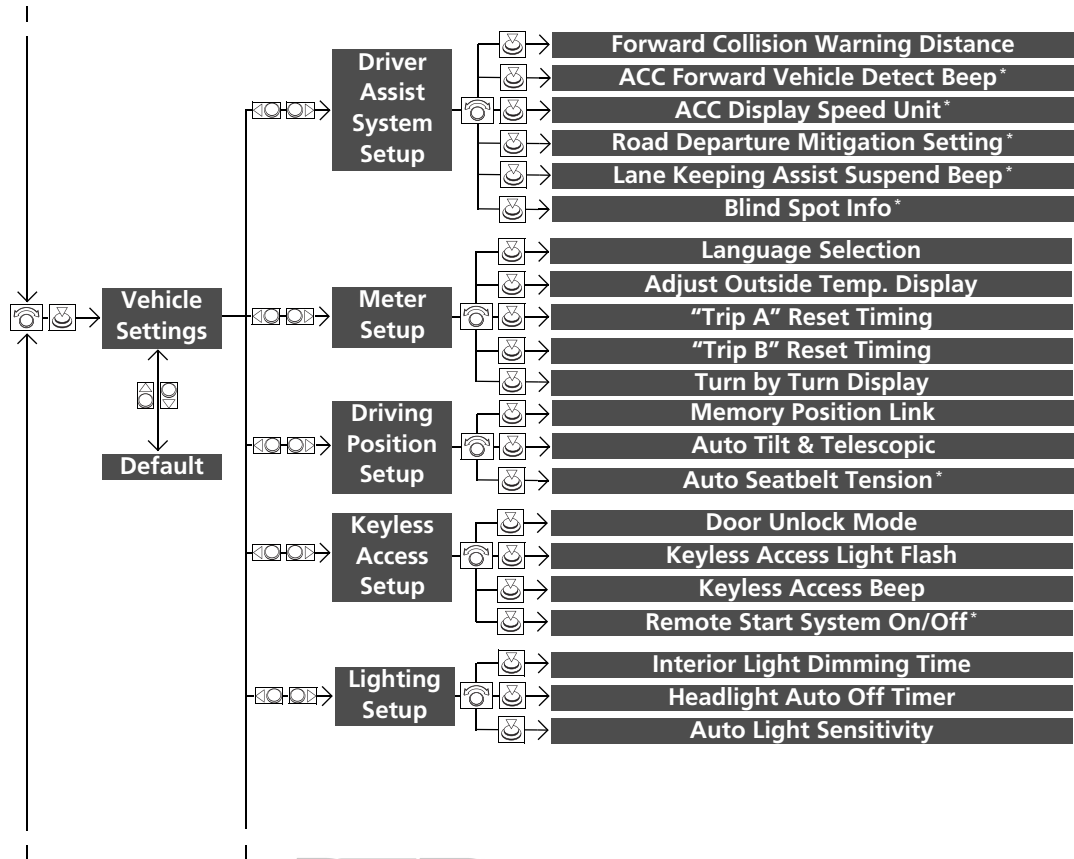 Driver
Assist
System
Setup
Forward Collision Warning Distance
ACC Forward Vehicle Detect Beep*
ACC Display Speed Unit*
Road Departure Mitigation Setting*
Lane Keeping Assist Suspend Beep*
Blind Spot Info*
Vehicle
Settings
Default
Meter
Setup
Language Selection
Adjust Outside Temp. Display
“Trip A” Reset Timing
“Trip B” Reset Timing
Turn by Turn Display
Driving
Position
Setup
Memory Position Link
Auto Tilt & Telescopic
Auto Seatbelt Tension*
Keyless
Access
Setup
Door Unlock Mode
Keyless Access Light Flash
Keyless Access Beep
Remote Start System On/Off*
Lighting
Setup
Interior Light Dimming Time
Headlight Auto Off Timer
Auto Light Sensitivity